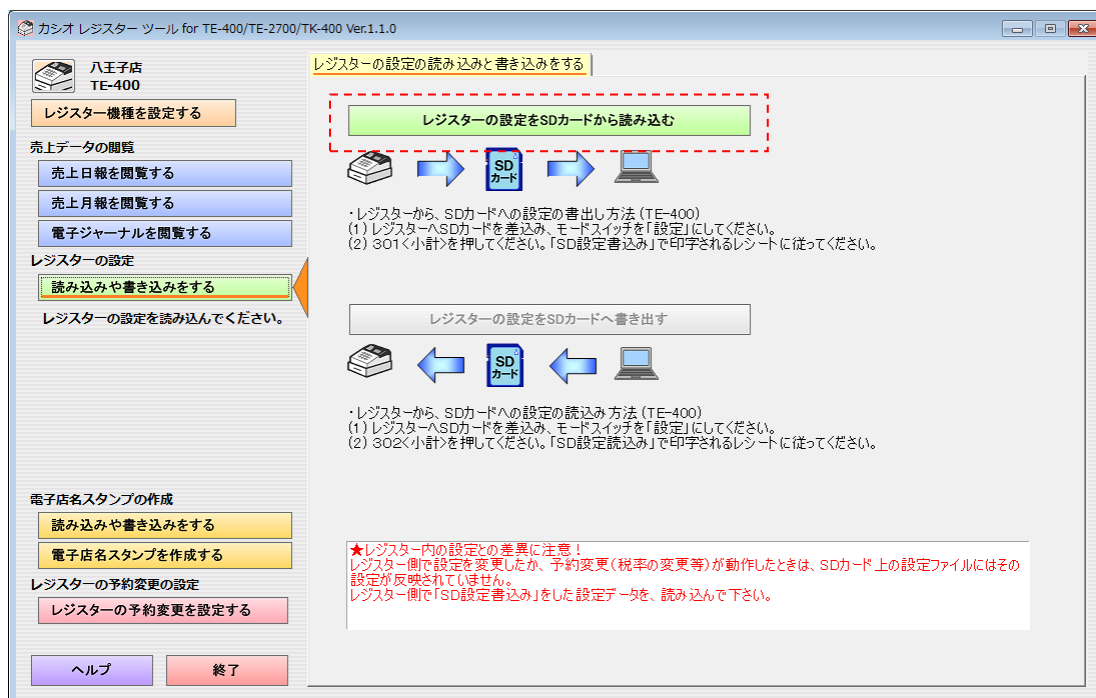 カシオ レジスター ツール for TE-400/TE-2700/TK-400 Ver.1.1.0
八王子店
TE-400
レジスター機種を設定する
売上データの閲覧
売上日報を閲覧する
売上月報を閲覧する
電子ジャーナルを閲覧する
レジスターの設定
読み込みや書き込みをする
レジスターの設定を読み込んでください。
電子店名スタンプの作成
読み込みや書き込みをする
電子店名スタンプを作成する
レジスターの予約変更の設定
レジスターの予約変更を設定する
ヘルプ
終了
レジスターの設定の読み込みと書き込みをする
レジスターの設定をSDカードから読み込む
SD
カード
・レジスターから、SDカードへの設定の書出し方法(TE-400)
(1) レジスターへSDカードを差込み、モードスイッチを「設定」にしてください。
(2) 301<小計>を押してください。「SD設定書込み」で印字されるレシートに従ってください。
レジスターの設定をSDカードへ書き出す
SD
カード
・レジスターから、SDカードへの設定の読込み方法(TE-400)
(1) レジスターへSDカードを差込み、モードスイッチを「設定」にしてください。
(2) 302<小計>を押してください。「SD設定読込み」で印字されるレシートに従ってください。
★レジスター内の設定との差異に注意!
レジスター側で設定を変更したか、予約変更(税率の変更等)が動作したときは、SDカード上の設定ファイルにはその
設定が反映されていません。
レジスター側で「SD設定書込み」をした設定データを、読み込んで下さい。